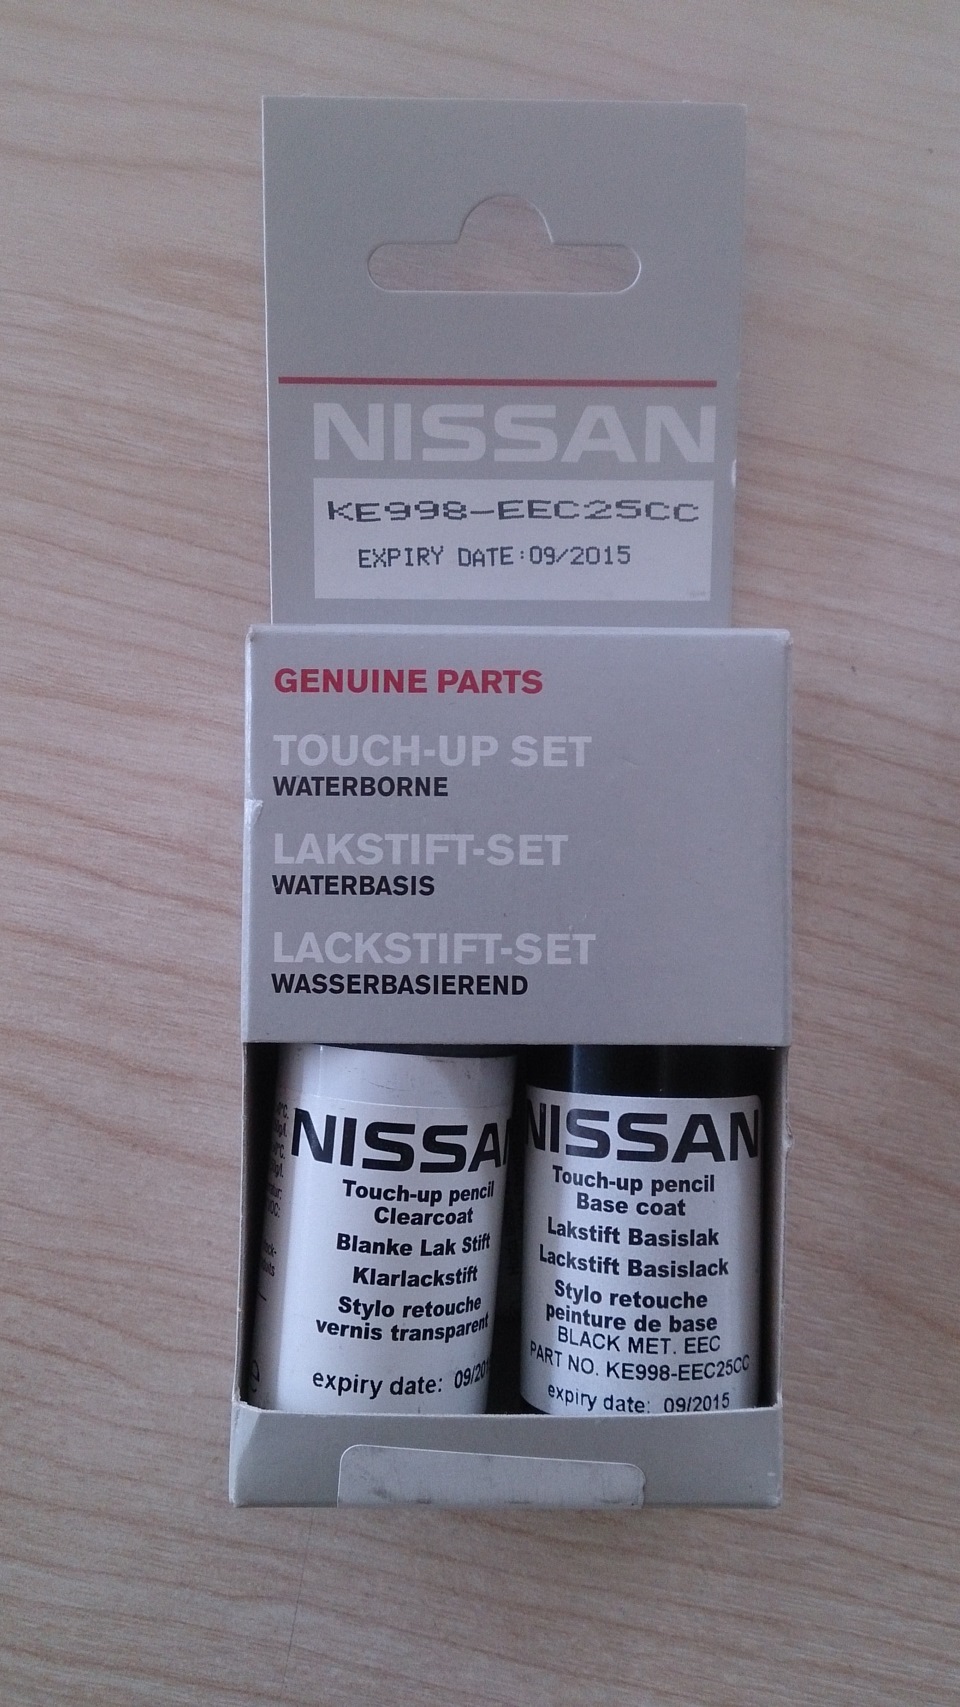 NISSAN
KE998-EEC25CC
EXPIRY DATE:09/2015
GENUINE PARTS
TOUCH-UP SET
WATERBORNE
LAKSTIFT-SET
WATERBASIS
LACKSTIFT-SET
WASSERBASIEREND
NISSAN
Touch-up pencil
Clearcoat
Blanke Lak Stift
Klarlackstift
Stylo retouche
vernis transparent
expiry date:
NISSAN
Touch-up pencil
Base coat
Lakstift Basislak
Lackstift Basislack
Stylo retouche
peinture de base
BLACK MET. EEC
PART NO. KE998-EEC25CC
expiry date: 09/2015